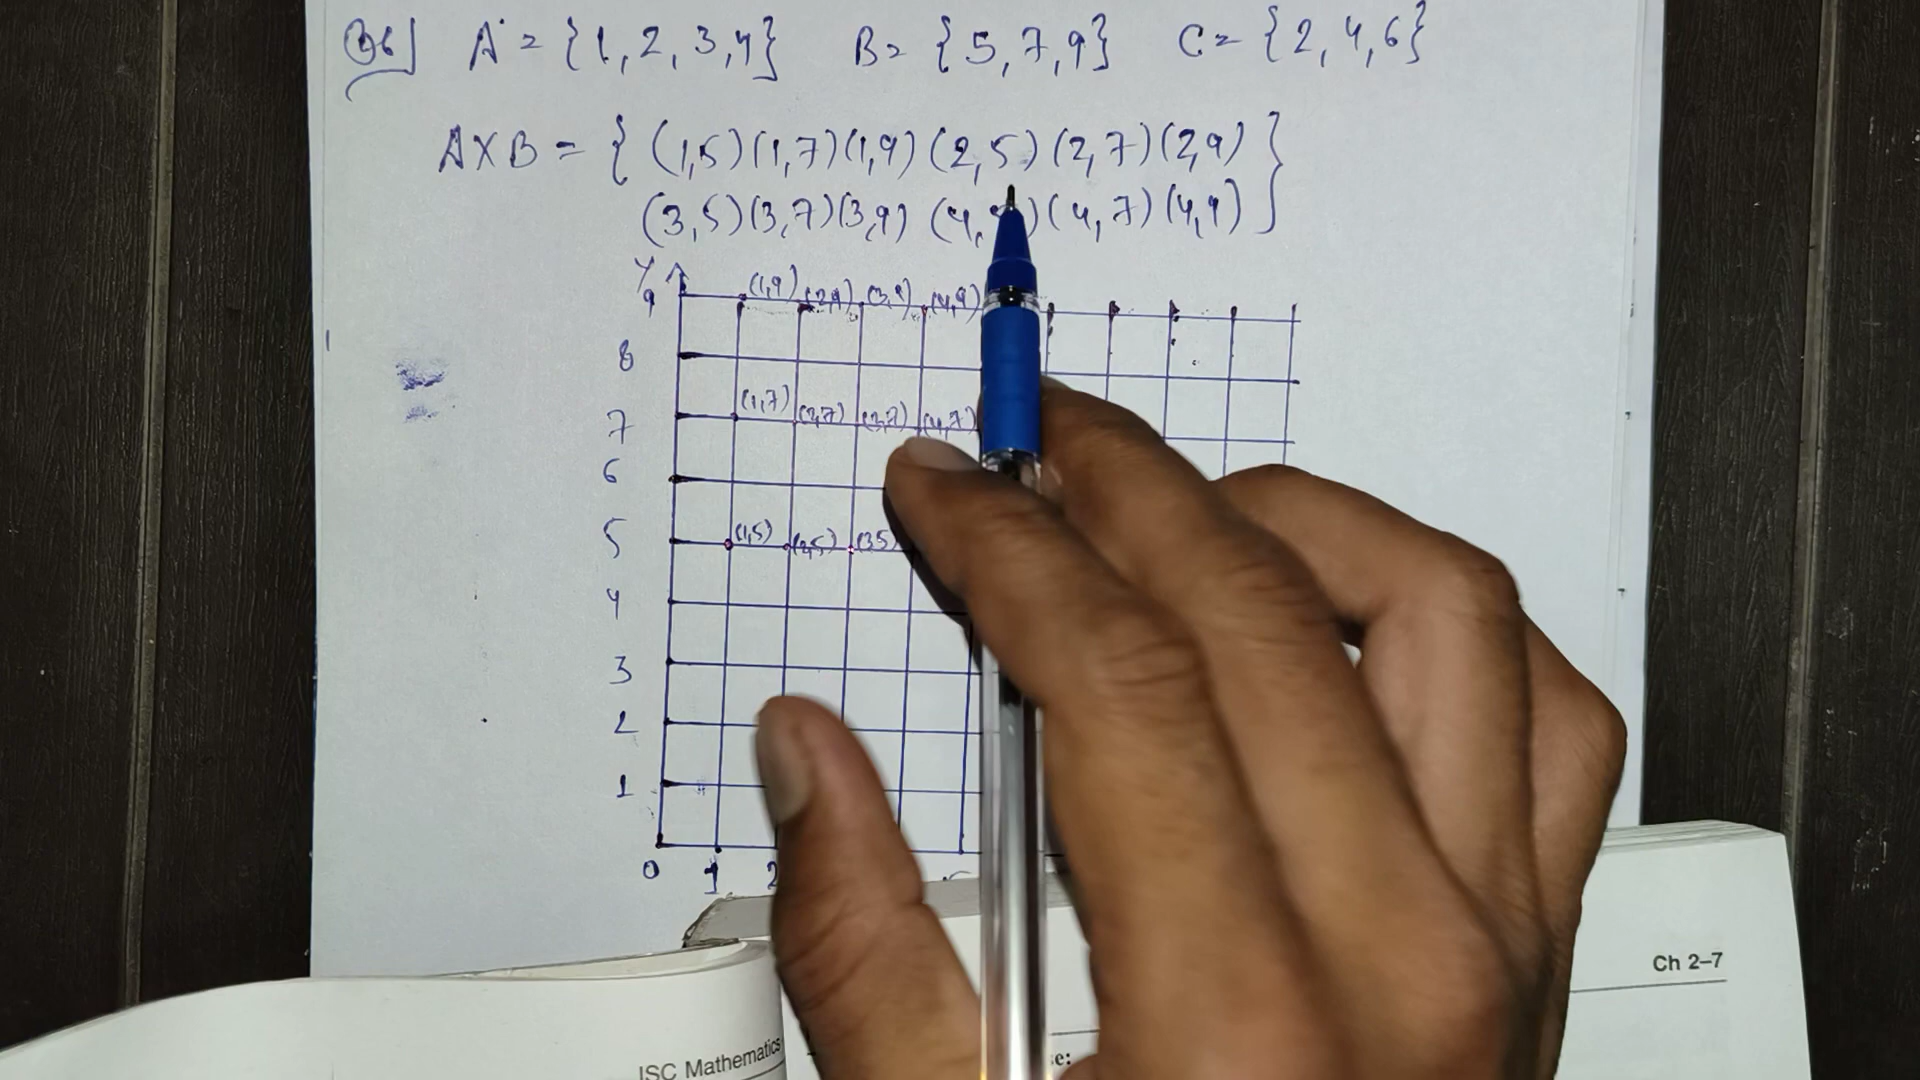 Q6] A = {1, 2, 3, 4} B = {5, 7, 9} C = {2, 4, 6}
A X B = { (1,5) (1,7) (1,9) (2,5) (2,7) (2,9)
(3,5) (3,7) (3,9) (4, ) (4,7) (4,9) }
Y
9 (1,9) (2,9) (3,9) (4,9)
8
7 (1,7) (2,7) (3,7) (4,7)
6
5 (1,5) (2,5) (3 5)
4
3
2
1
0 1 2
Ch 2–7
ISC Mathematics
se: